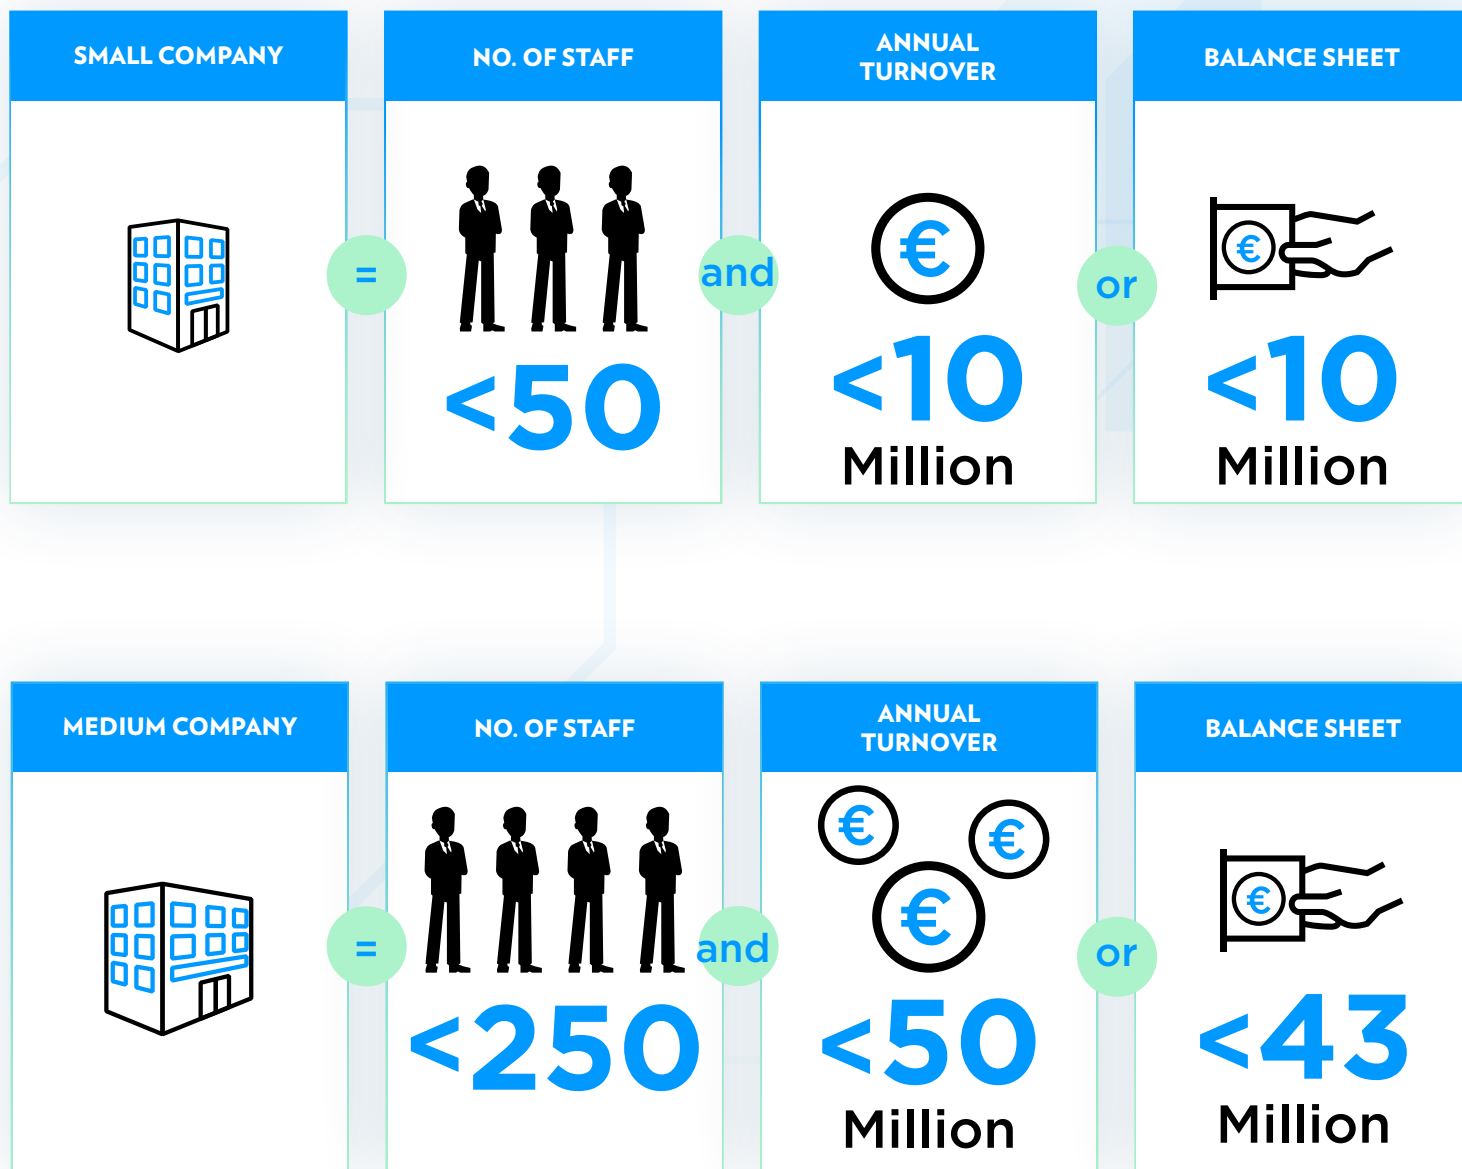 SMALL COMPANY
=
NO. OF STAFF
<50
and
ANNUAL
TURNOVER
€
<10
Million
or
BALANCE SHEET
€
<10
Million
MEDIUM COMPANY
=
NO. OF STAFF
<250
and
ANNUAL
TURNOVER
€
€
€
<50
Million
or
BALANCE SHEET
€
<43
Million